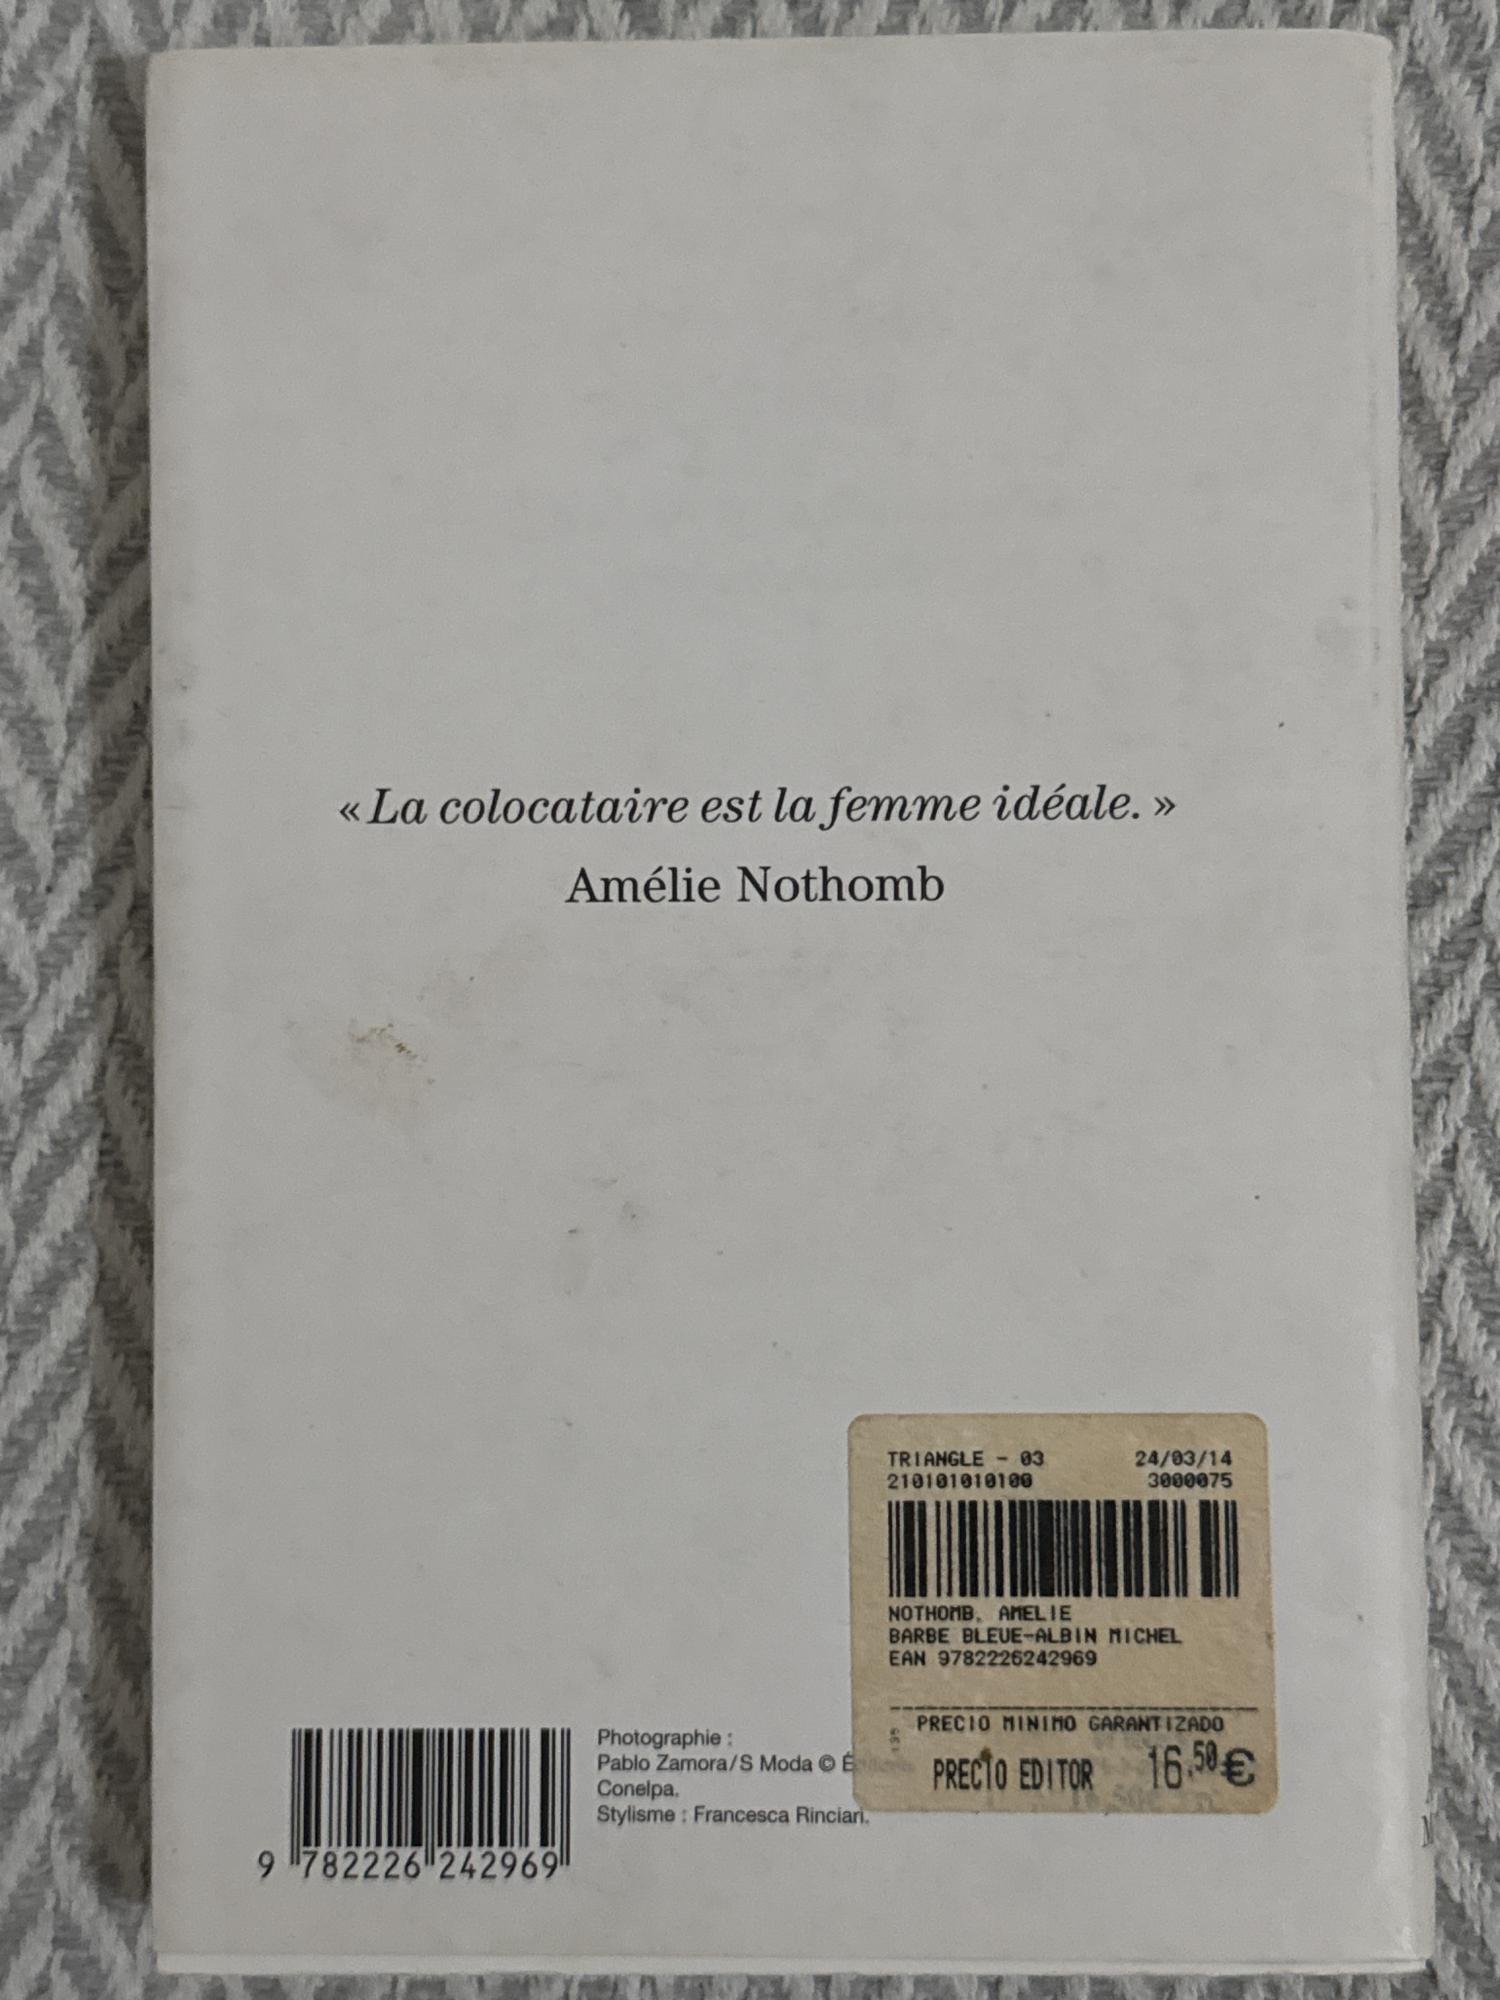 « La colocataire est la femme idéale. »
Amélie Nothomb
TRIANGLE - 03 24/03/14
210101010100 3000075
NOTHOMB, AMELIE
BARBE BLEUE-ALBIN MICHEL
EAN 9782226242969
PRECIO MINIMO GARANTIZADO
PRECIO EDITOR 16,50€
Photographie :
Pablo Zamora/S Moda ©
Conelpa.
Stylisme : Francesca Rinciari.
9 782226 242969